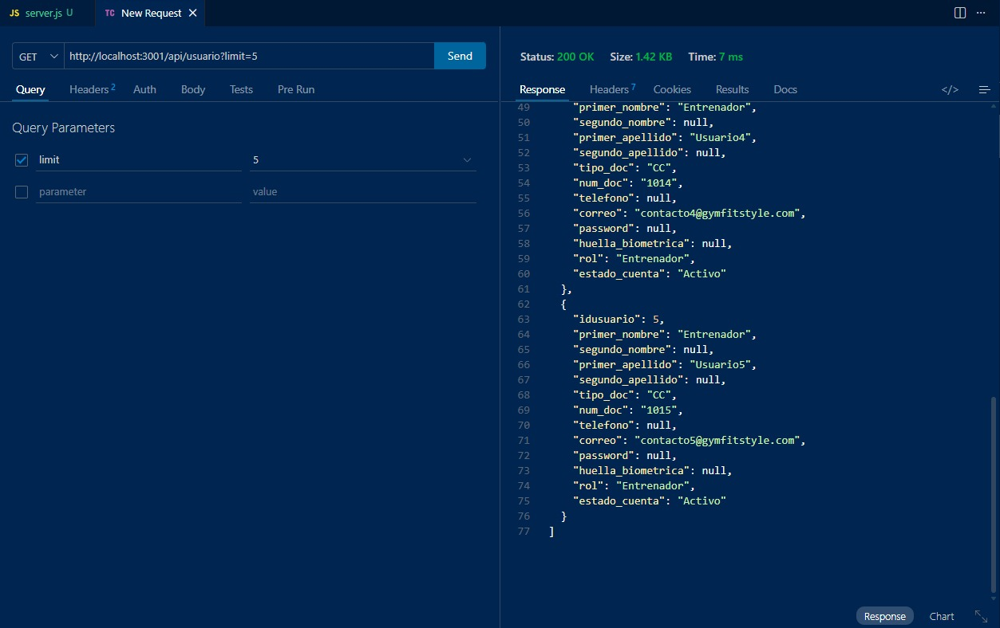 JS server.js U
TC New Request
GET http://localhost:3001/api/usuario?limit=5 Send
Query Headers 2 Auth Body Tests Pre Run
Query Parameters
limit 5
parameter value
Status: 200 OK Size: 1.42 KB Time: 7 ms
Response Headers 7 Cookies Results Docs </>
49 "primer_nombre": "Entrenador",
50 "segundo_nombre": null,
51 "primer_apellido": "Usuario4",
52 "segundo_apellido": null,
53 "tipo_doc": "CC",
54 "num_doc": "1014",
55 "telefono": null,
56 "correo": "contacto4@gymfitstyle.com",
57 "password": null,
58 "huella_biometrica": null,
59 "rol": "Entrenador",
60 "estado_cuenta": "Activo"
61 },
62 {
63 "idusuario": 5,
64 "primer_nombre": "Entrenador",
65 "segundo_nombre": null,
66 "primer_apellido": "Usuario5",
67 "segundo_apellido": null,
68 "tipo_doc": "CC",
69 "num_doc": "1015",
70 "telefono": null,
71 "correo": "contacto5@gymfitstyle.com",
72 "password": null,
73 "huella_biometrica": null,
74 "rol": "Entrenador",
75 "estado_cuenta": "Activo"
76 }
77 ]
Response Chart